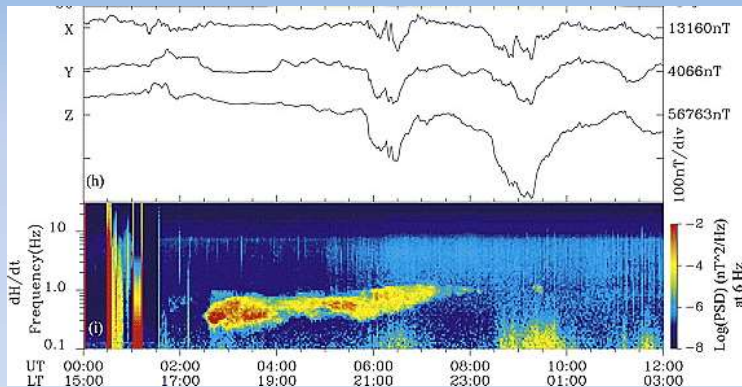 X 13160nT
Y 4066nT
Z 56763nT
100nT/div
(h)
dH/dt
Frequency(Hz)
10
1.0
0.1
(i)
-2
-4
-6
-8
Log(PSD) (nT^2/Hz)
at 6 Hz
UT 00:00 02:00 04:00 06:00 08:00 10:00 12:00
LT 15:00 17:00 19:00 21:00 23:00 01:00 03:00